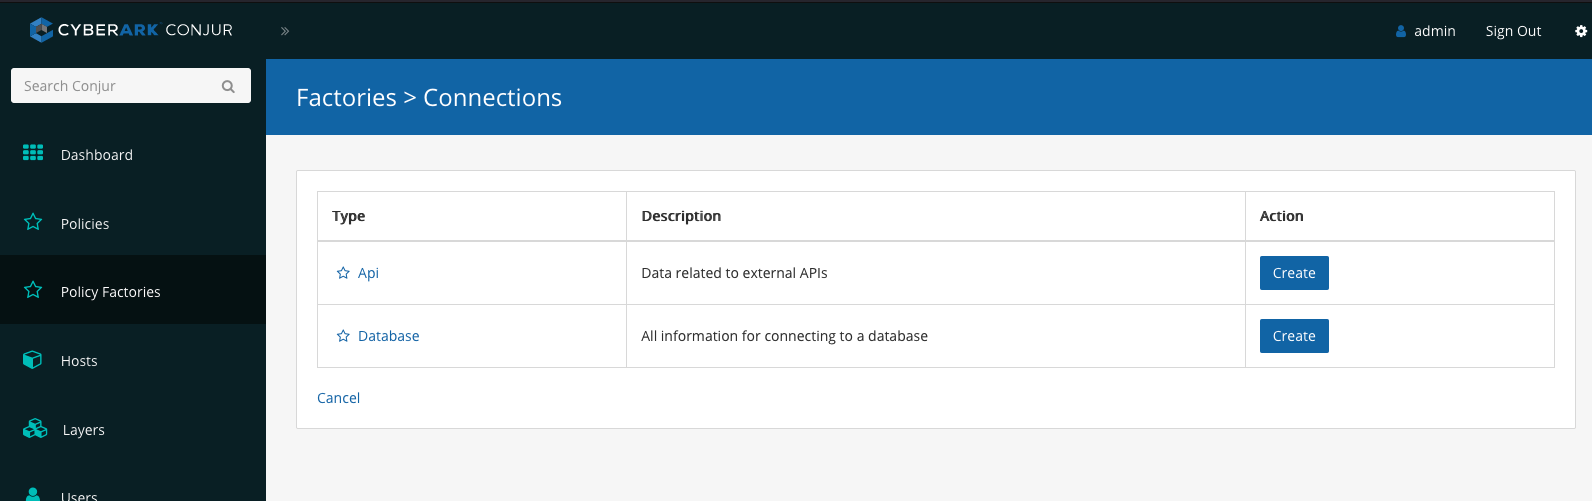 CYBERARK CONJUR
»
admin
Sign Out
Search Conjur
Factories > Connections
Dashboard
Policies
Policy Factories
Hosts
Layers
Users
Type Description Action
Api Data related to external APIs Create
Database All information for connecting to a database Create
Cancel